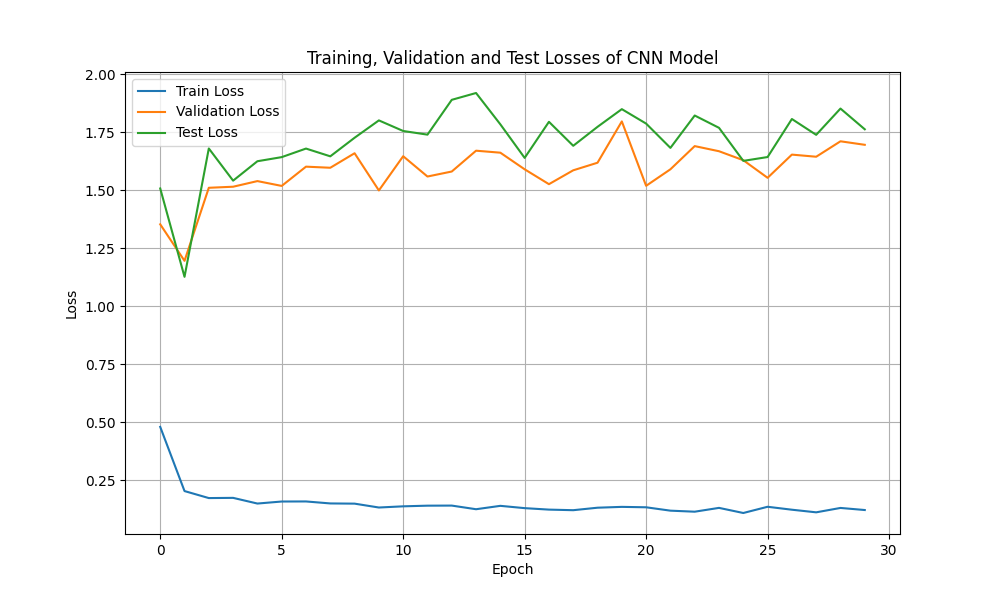 Training, Validation and Test Losses of CNN Model
Train Loss
Validation Loss
Test Loss
2.00
1.75
1.50
1.25
1.00
0.75
0.50
0.25
Loss
0 5 10 15 20 25 30
Epoch